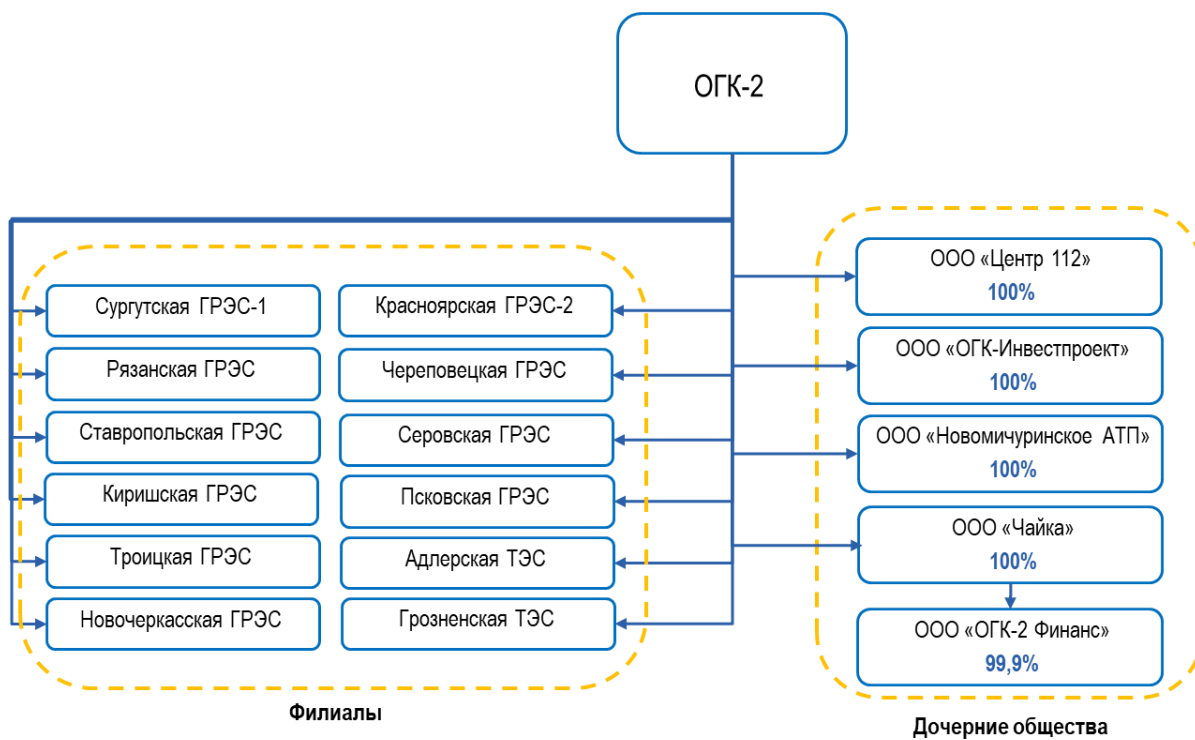 ОГК-2
Сургутская ГРЭС-1
Рязанская ГРЭС
Ставропольская ГРЭС
Киришская ГРЭС
Троицкая ГРЭС
Новочеркасская ГРЭС
Красноярская ГРЭС-2
Череповецкая ГРЭС
Серовская ГРЭС
Псковская ГРЭС
Адлерская ТЭС
Грозненская ТЭС
Филиалы
ООО «Центр 112»
100%
ООО «ОГК-Инвестпроект»
100%
ООО «Новомичуринское АТП»
100%
ООО «Чайка»
100%
ООО «ОГК-2 Финанс»
99,9%
Дочерние общества